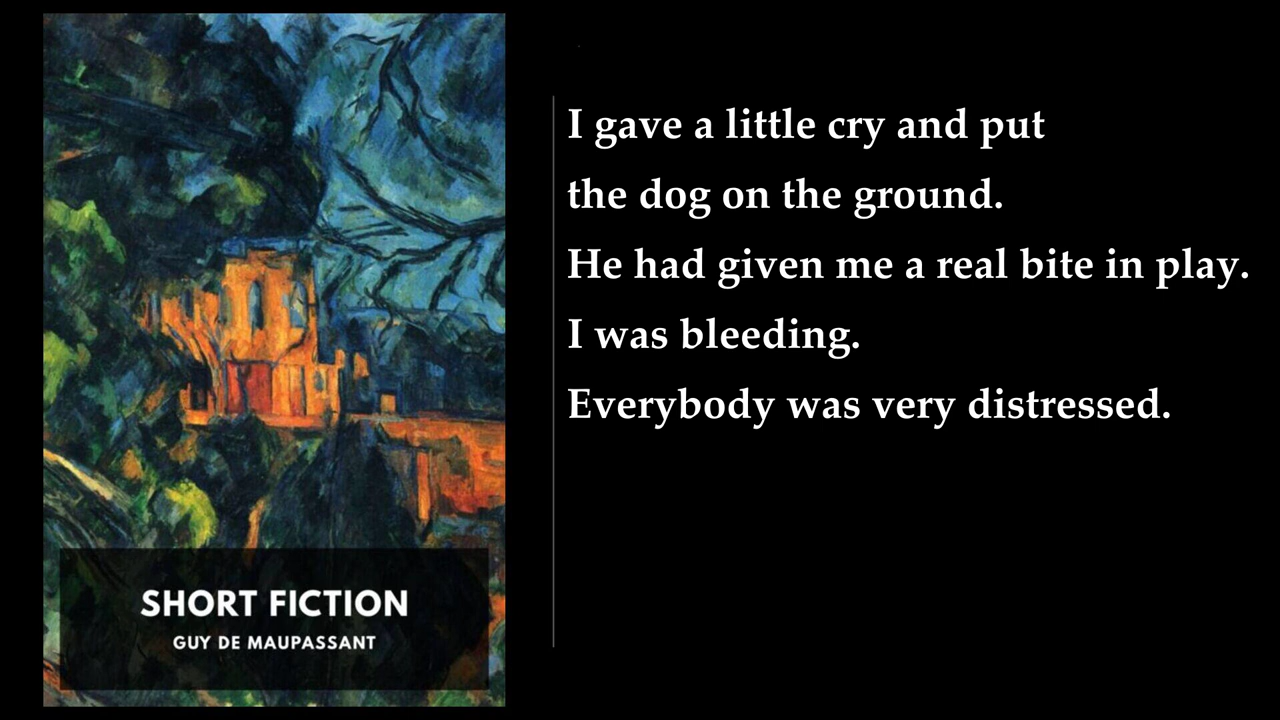 I gave a little cry and put
the dog on the ground.
He had given me a real bite in play.
I was bleeding.
Everybody was very distressed.
SHORT FICTION
GUY DE MAUPASSANT